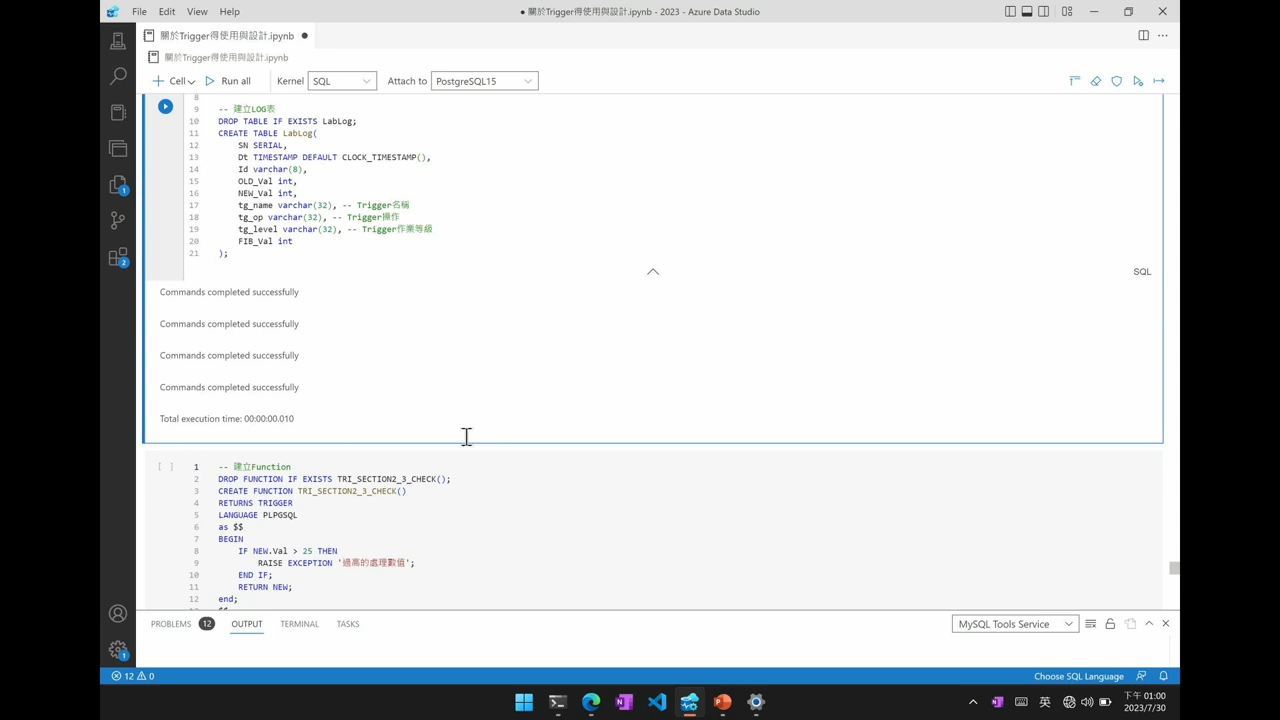 File Edit View Help
● 關於Trigger得使用與設計.ipynb - 2023 - Azure Data Studio
關於Trigger得使用與設計.ipynb ●
關於Trigger得使用與設計.ipynb
Cell Run all Kernel SQL Attach to PostgreSQL15
8
9 -- 建立LOG表
10 DROP TABLE IF EXISTS LabLog;
11 CREATE TABLE LabLog(
12 SN SERIAL,
13 Dt TIMESTAMP DEFAULT CLOCK_TIMESTAMP(),
14 Id varchar(8),
15 OLD_Val int,
16 NEW_Val int,
17 tg_name varchar(32), -- Trigger名稱
18 tg_op varchar(32), -- Trigger操作
19 tg_level varchar(32), -- Trigger作業等級
20 FIB_Val int
21 );
SQL
Commands completed successfully
Commands completed successfully
Commands completed successfully
Commands completed successfully
Total execution time: 00:00:00.010
[ ] 1 -- 建立Function
2 DROP FUNCTION IF EXISTS TRI_SECTION2_3_CHECK();
3 CREATE FUNCTION TRI_SECTION2_3_CHECK()
4 RETURNS TRIGGER
5 LANGUAGE PLPGSQL
6 as $$
7 BEGIN
8 IF NEW.Val > 25 THEN
9 RAISE EXCEPTION '過高的處理數值';
10 END IF;
11 RETURN NEW;
12 end;
PROBLEMS 12 OUTPUT TERMINAL TASKS MySQL Tools Service
12 0 Choose SQL Language
英 下午 01:00
2023/7/30
1
2
1